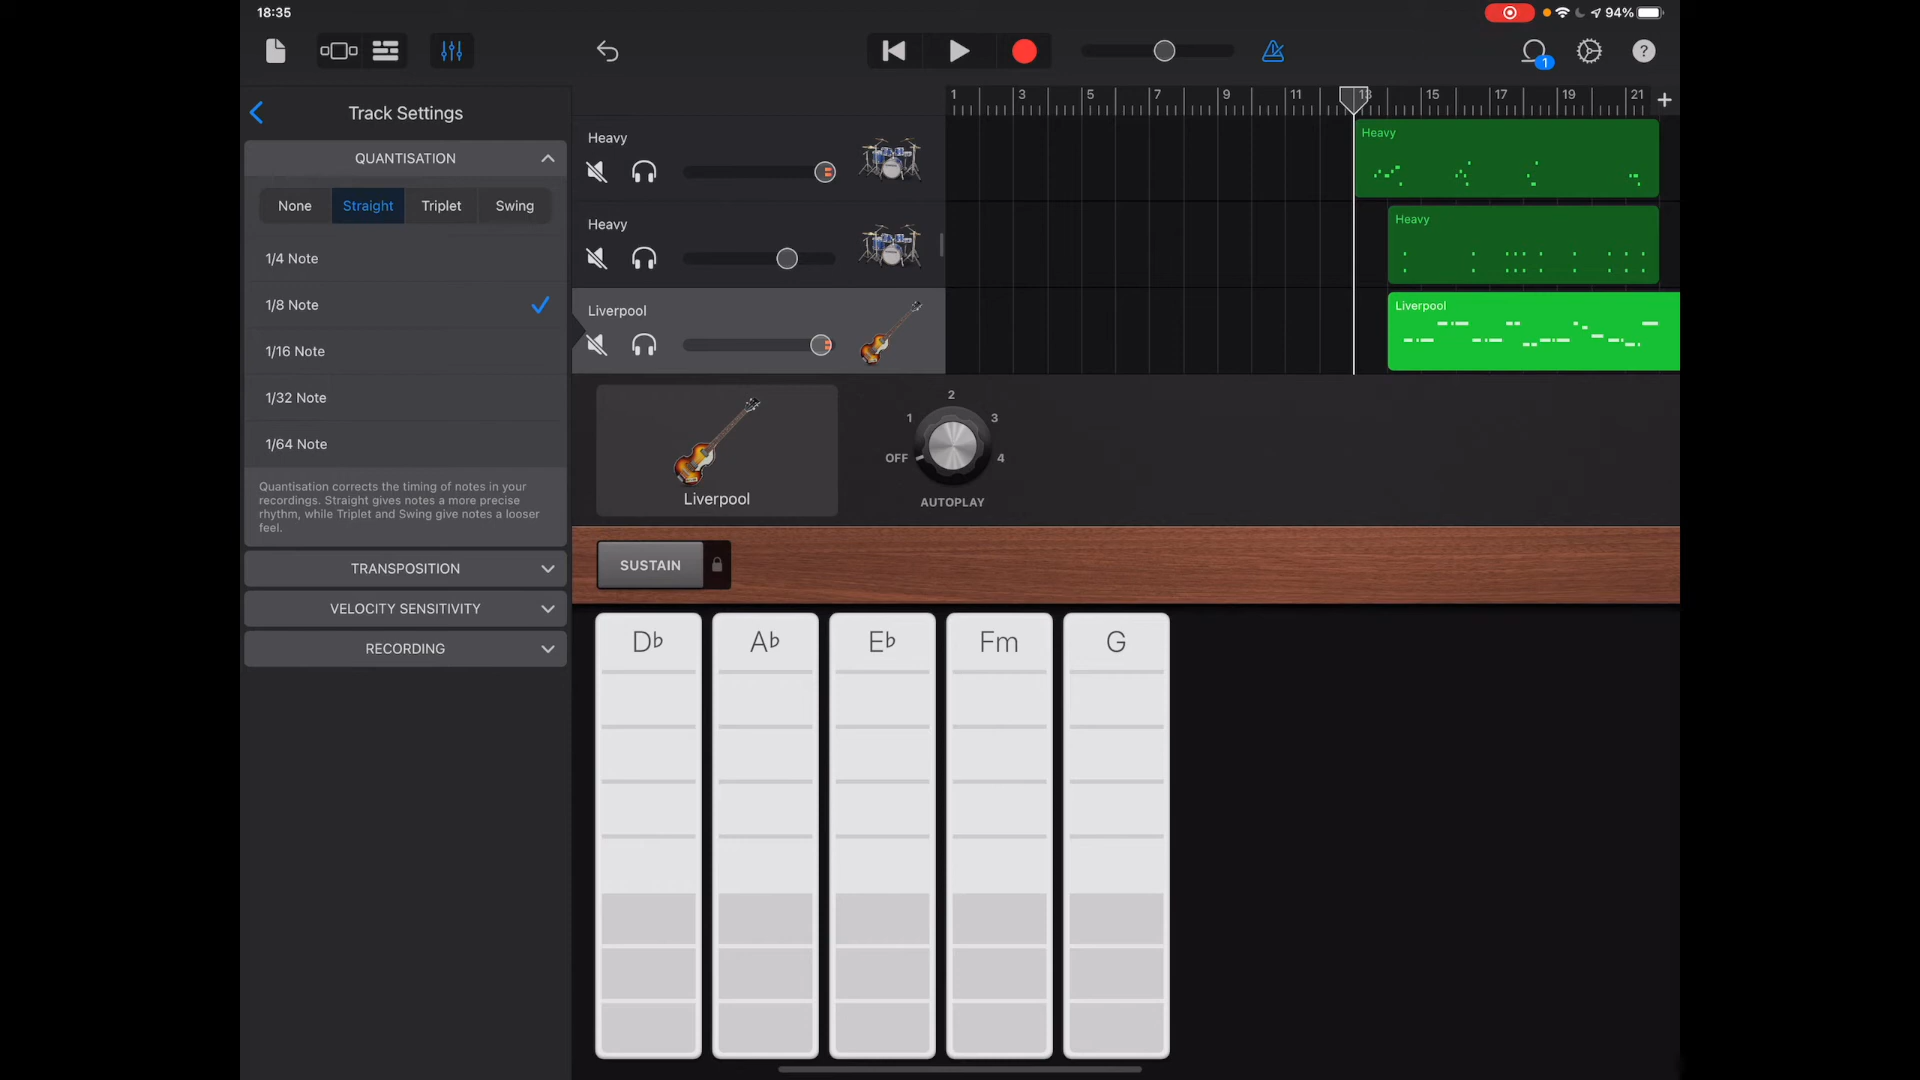 18:35
94%
1
1 3 5 7 9 11 13 15 17 19 21
Track Settings
QUANTISATION
None Straight Triplet Swing
1/4 Note
1/8 Note
1/16 Note
1/32 Note
1/64 Note
Quantisation corrects the timing of notes in your
recordings. Straight gives notes a more precise
rhythm, while Triplet and Swing give notes a looser
feel.
TRANSPOSITION
VELOCITY SENSITIVITY
RECORDING
Heavy
Heavy
Heavy
Heavy
Liverpool
Liverpool
Liverpool
OFF 1 2 3 4
AUTOPLAY
SUSTAIN
D♭ A♭ E♭ Fm G